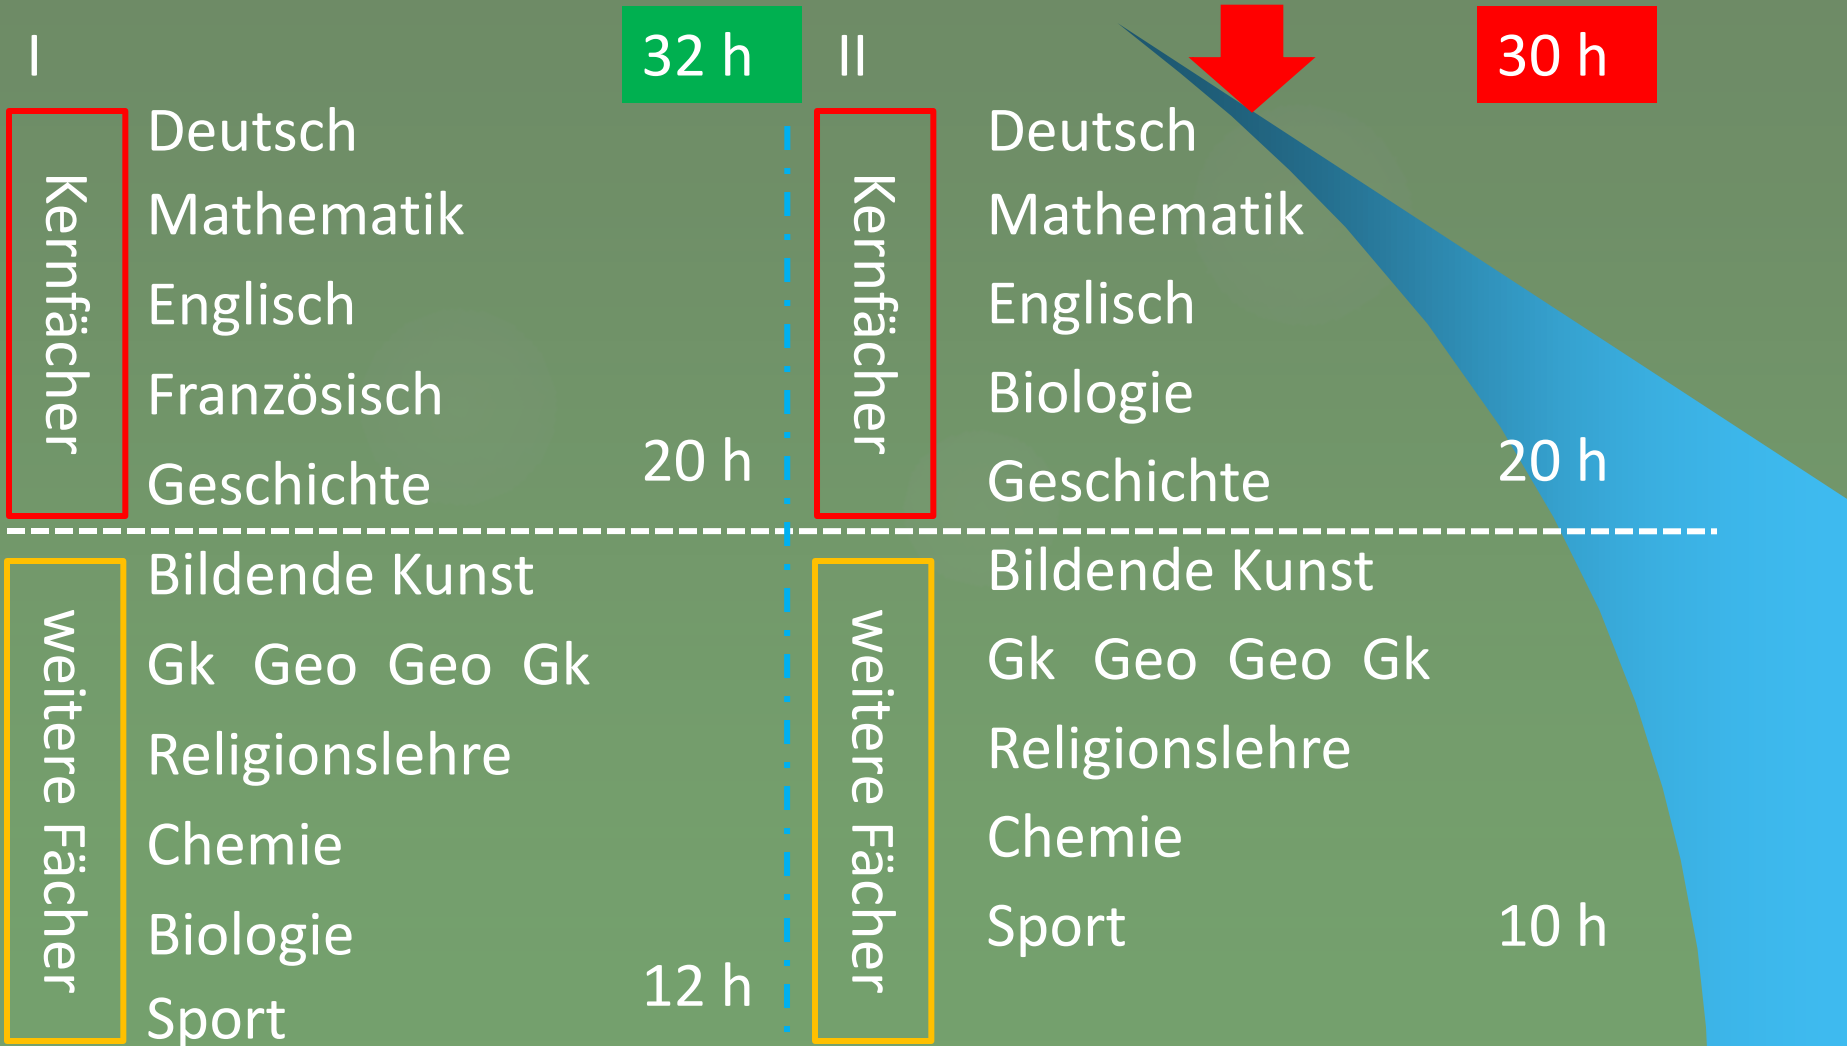 I
32 h
Kernfächer
Deutsch
Mathematik
Englisch
Französisch
Geschichte
20 h
weitere Fächer
Bildende Kunst
Gk Geo Geo Gk
Religionslehre
Chemie
Biologie
Sport
12 h
II
30 h
Kernfächer
Deutsch
Mathematik
Englisch
Biologie
Geschichte
20 h
weitere Fächer
Bildende Kunst
Gk Geo Geo Gk
Religionslehre
Chemie
Sport
10 h